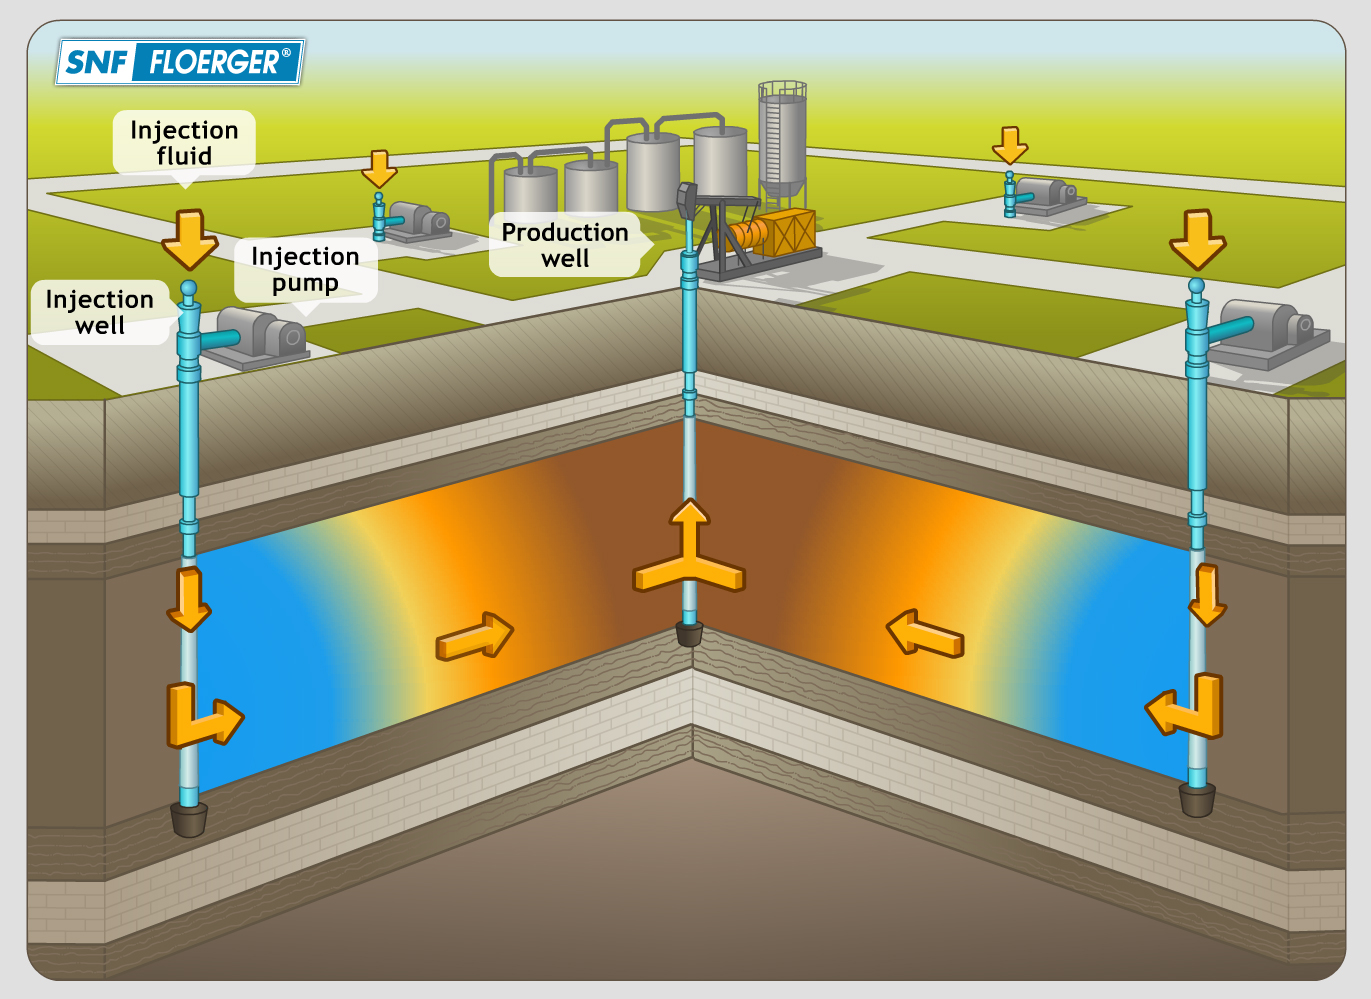 SNF FLOERGER®
Injection
fluid
Production
well
Injection
pump
Injection
well